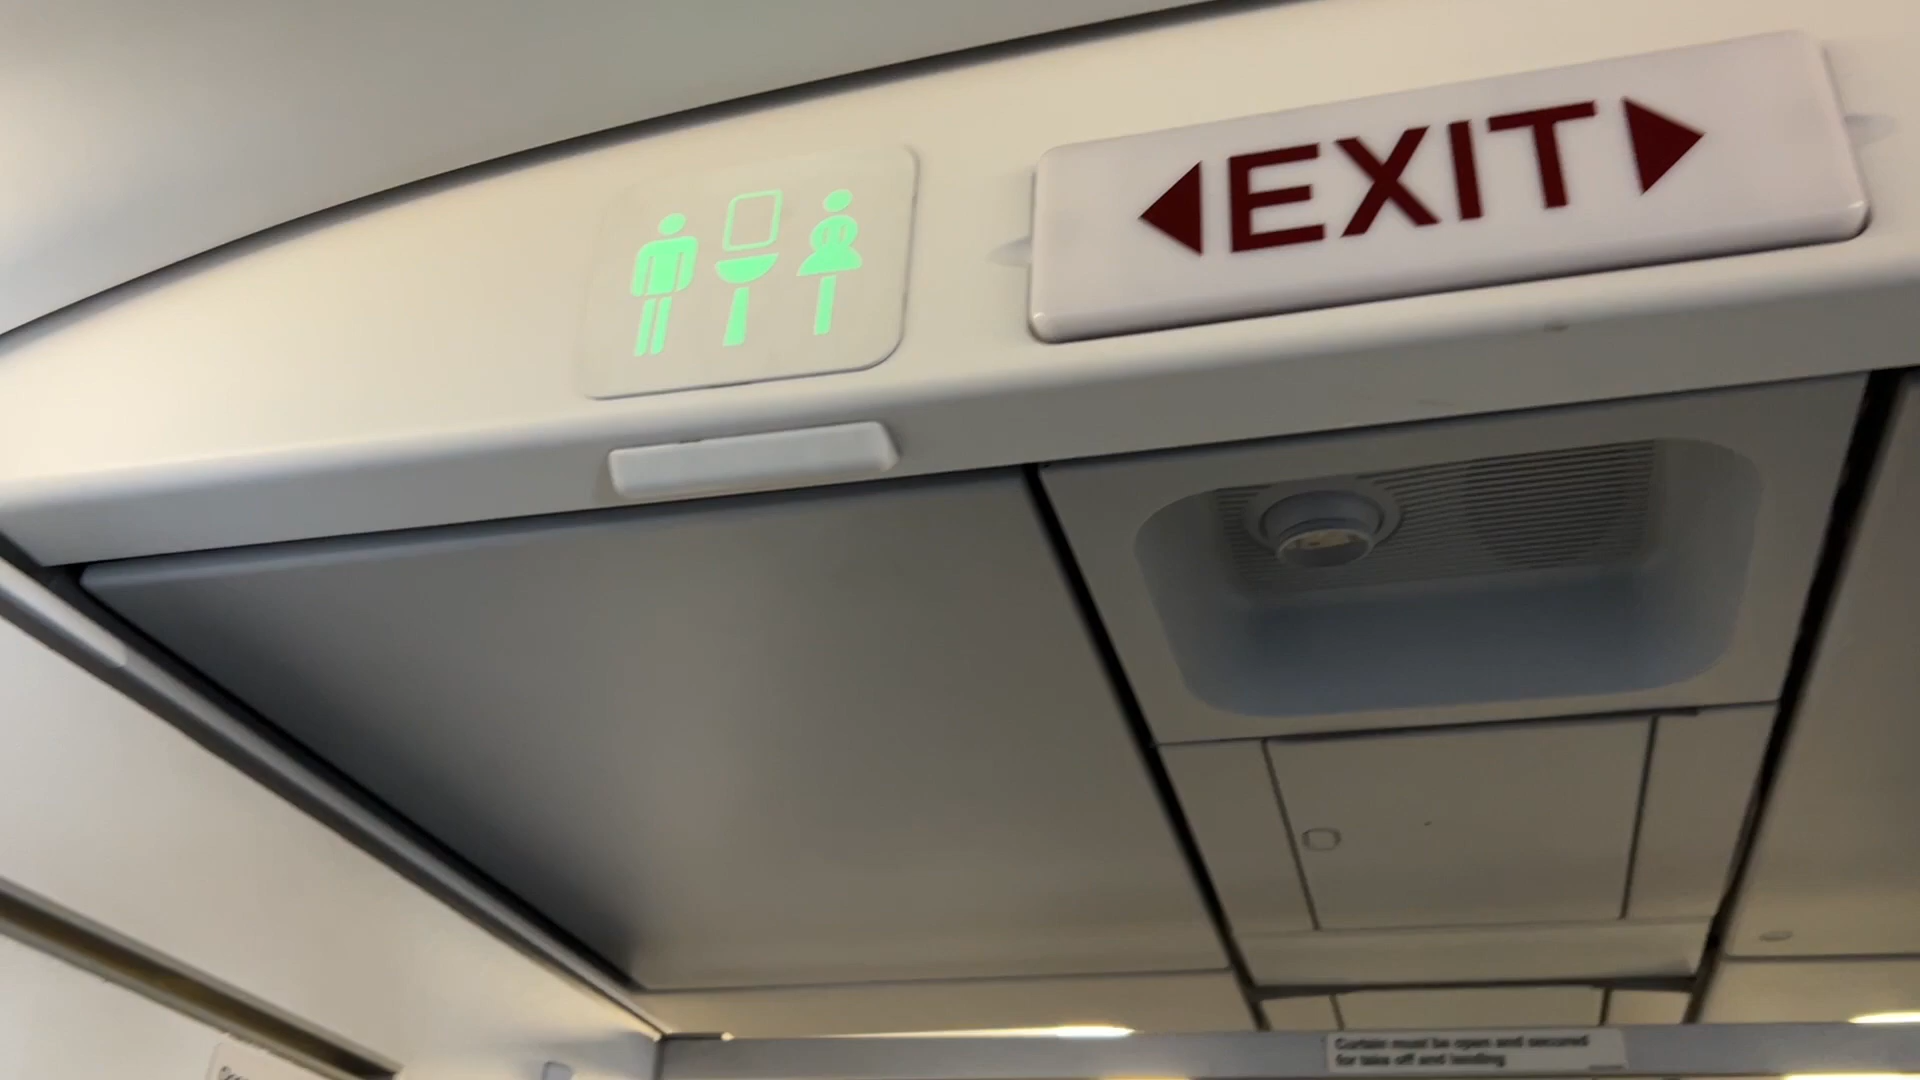 EXIT
Curtain must be open and secured
for take off and landing